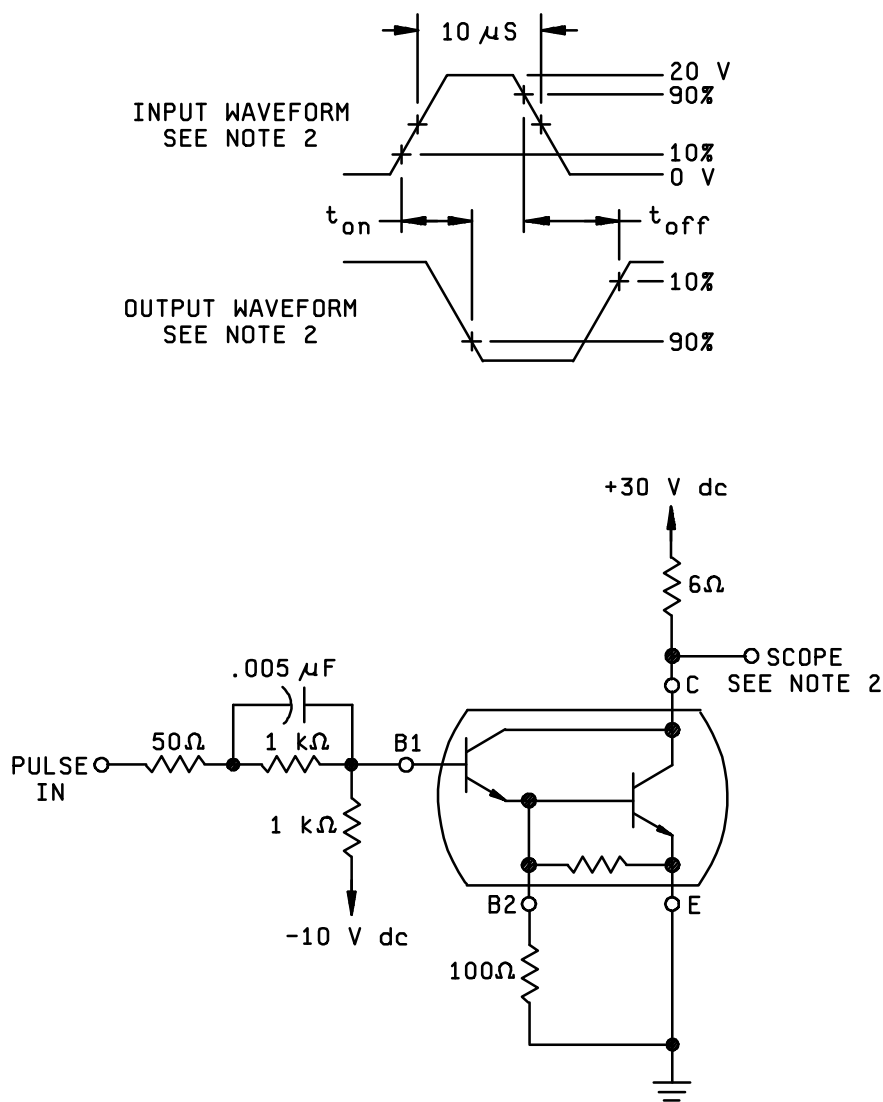 10 μS
20 V
90%
INPUT WAVEFORM
SEE NOTE 2
10%
0 V
ton
toff
10%
OUTPUT WAVEFORM
SEE NOTE 2
90%
+30 V dc
6Ω
SCOPE
SEE NOTE 2
C
.005 μF
50Ω
1 kΩ
B1
PULSE
IN
1 kΩ
-10 V dc
B2
E
100Ω